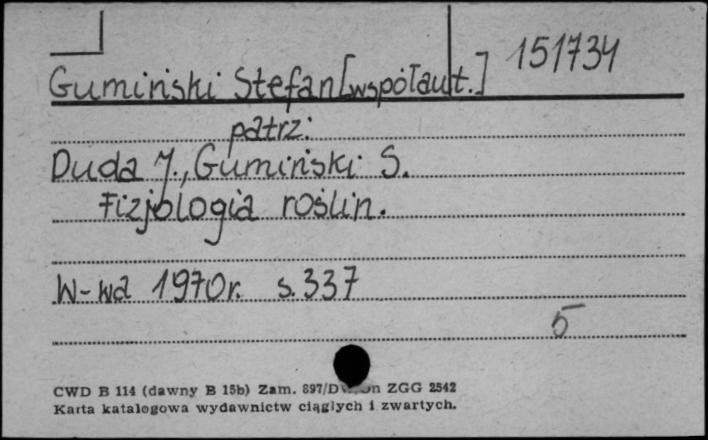 151734
Gumiński Stefan [współaut.]
patrz:
Duda J., Gumiński S.
Fizjologia roślin.
W-wa 1970r. s. 337
5
CWD B 114 (dawny B 15b) Zam. 897/D ZGG 2542
Karta katalogowa wydawnictw ciągłych i zwartych.